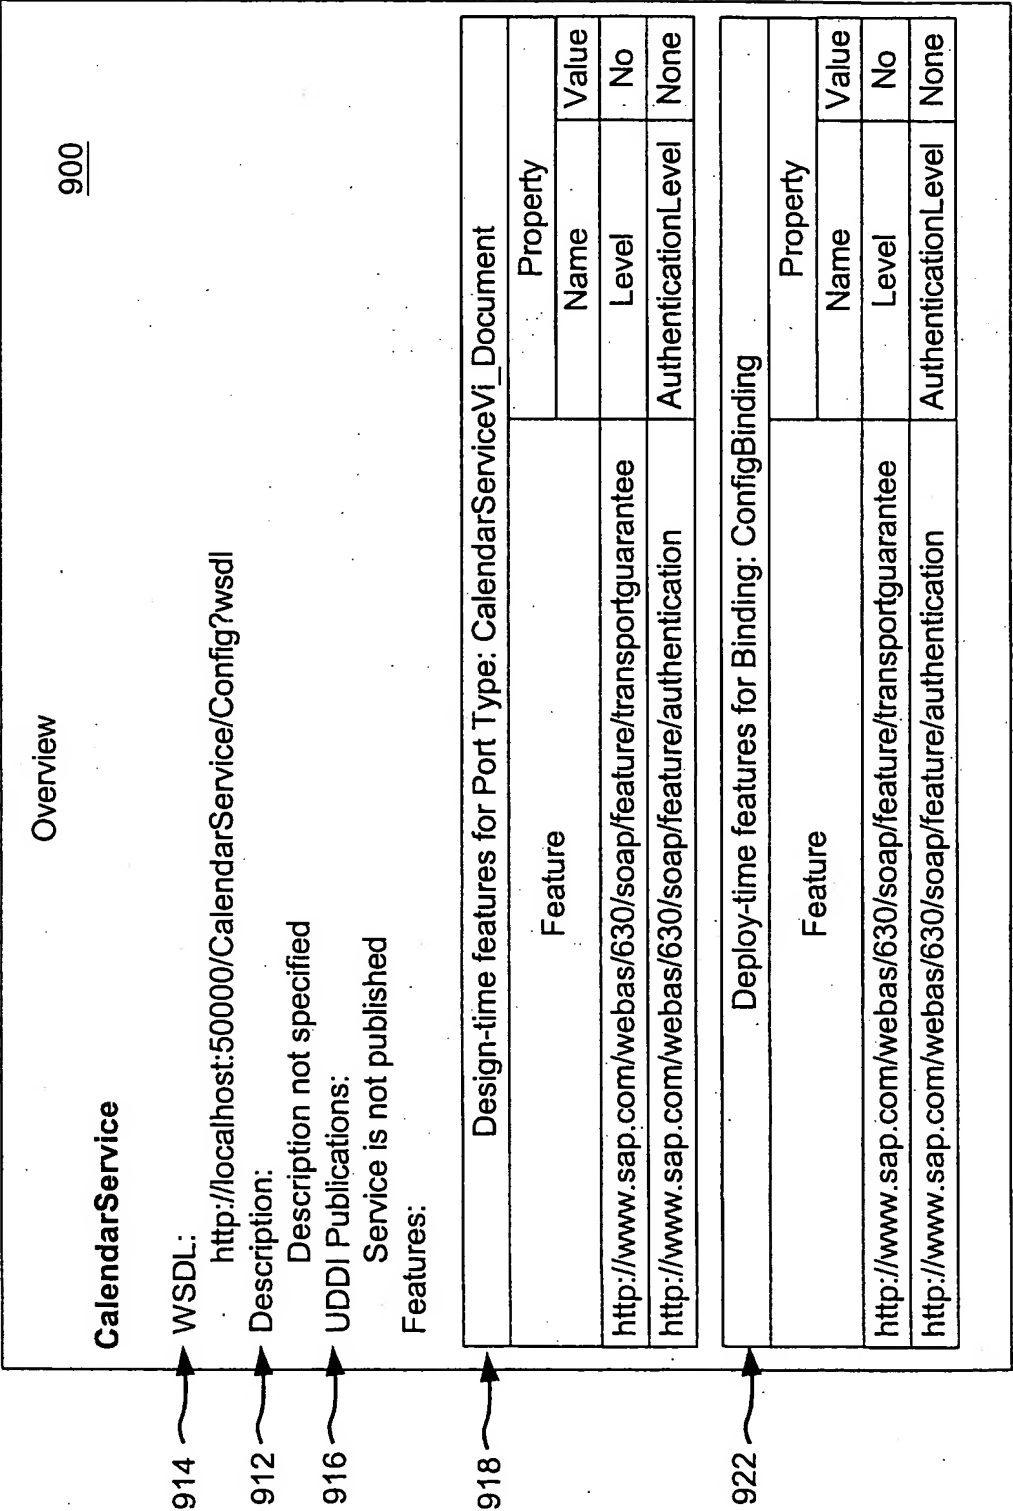 Overview
900
CalendarService
914
WSDL:
http://localhost:50000/CalendarService/Config?wsdl
912
Description:
Description not specified
916
UDDI Publications:
Service is not published
Features:
918
Design-time features for Port Type: CalendarServiceVi_Document
Feature
Property
Name Value
http://www.sap.com/webas/630/soap/feature/transportguarantee Level No
http://www.sap.com/webas/630/soap/feature/authentication AuthenticationLevel None
922
Deploy-time features for Binding: ConfigBinding
Feature
Property
Name Value
http://www.sap.com/webas/630/soap/feature/transportguarantee Level No
http://www.sap.com/webas/630/soap/feature/authentication AuthenticationLevel None